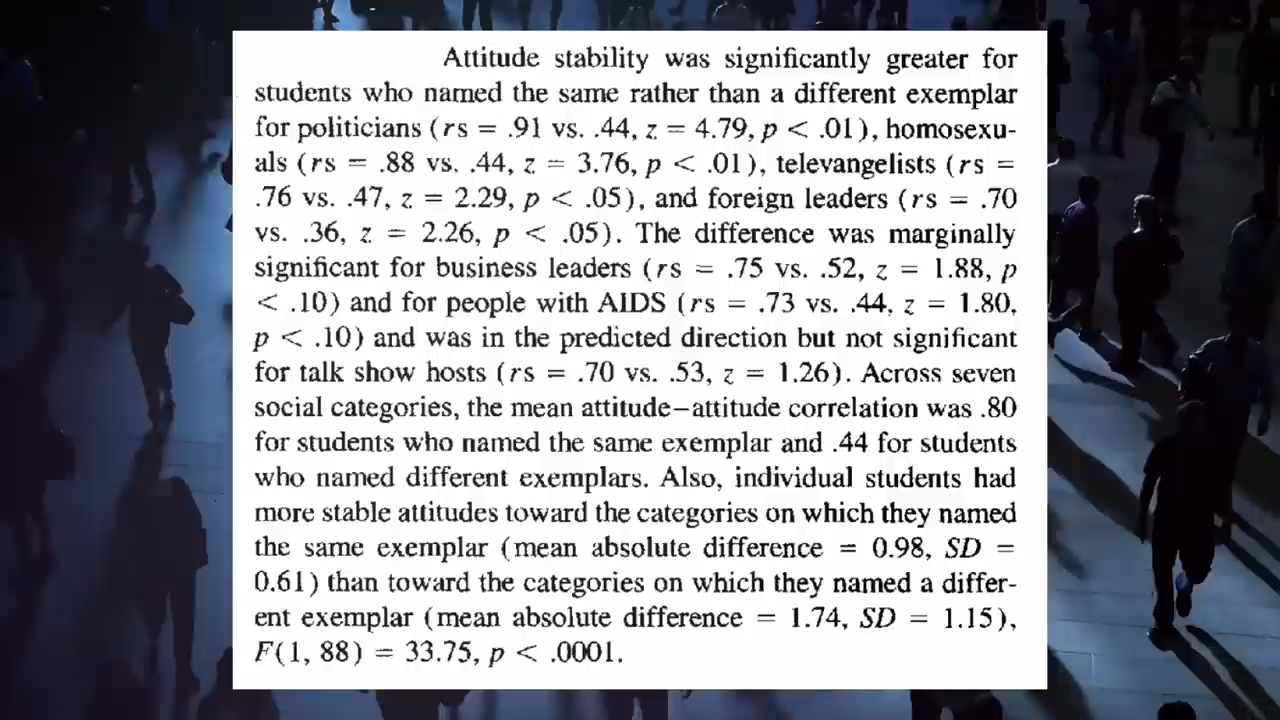 Attitude stability was significantly greater for
students who named the same rather than a different exemplar
for politicians (rs = .91 vs. .44, z = 4.79, p < .01), homosexu-
als (rs = .88 vs. .44, z = 3.76, p < .01), televangelists (rs =
.76 vs. .47, z = 2.29, p < .05), and foreign leaders (rs = .70
vs. .36, z = 2.26, p < .05). The difference was marginally
significant for business leaders (rs = .75 vs. .52, z = 1.88, p
< .10) and for people with AIDS (rs = .73 vs. .44, z = 1.80,
p < .10) and was in the predicted direction but not significant
for talk show hosts (rs = .70 vs. .53, z = 1.26). Across seven
social categories, the mean attitude–attitude correlation was .80
for students who named the same exemplar and .44 for students
who named different exemplars. Also, individual students had
more stable attitudes toward the categories on which they named
the same exemplar (mean absolute difference = 0.98, SD =
0.61) than toward the categories on which they named a differ-
ent exemplar (mean absolute difference = 1.74, SD = 1.15),
F(1, 88) = 33.75, p < .0001.